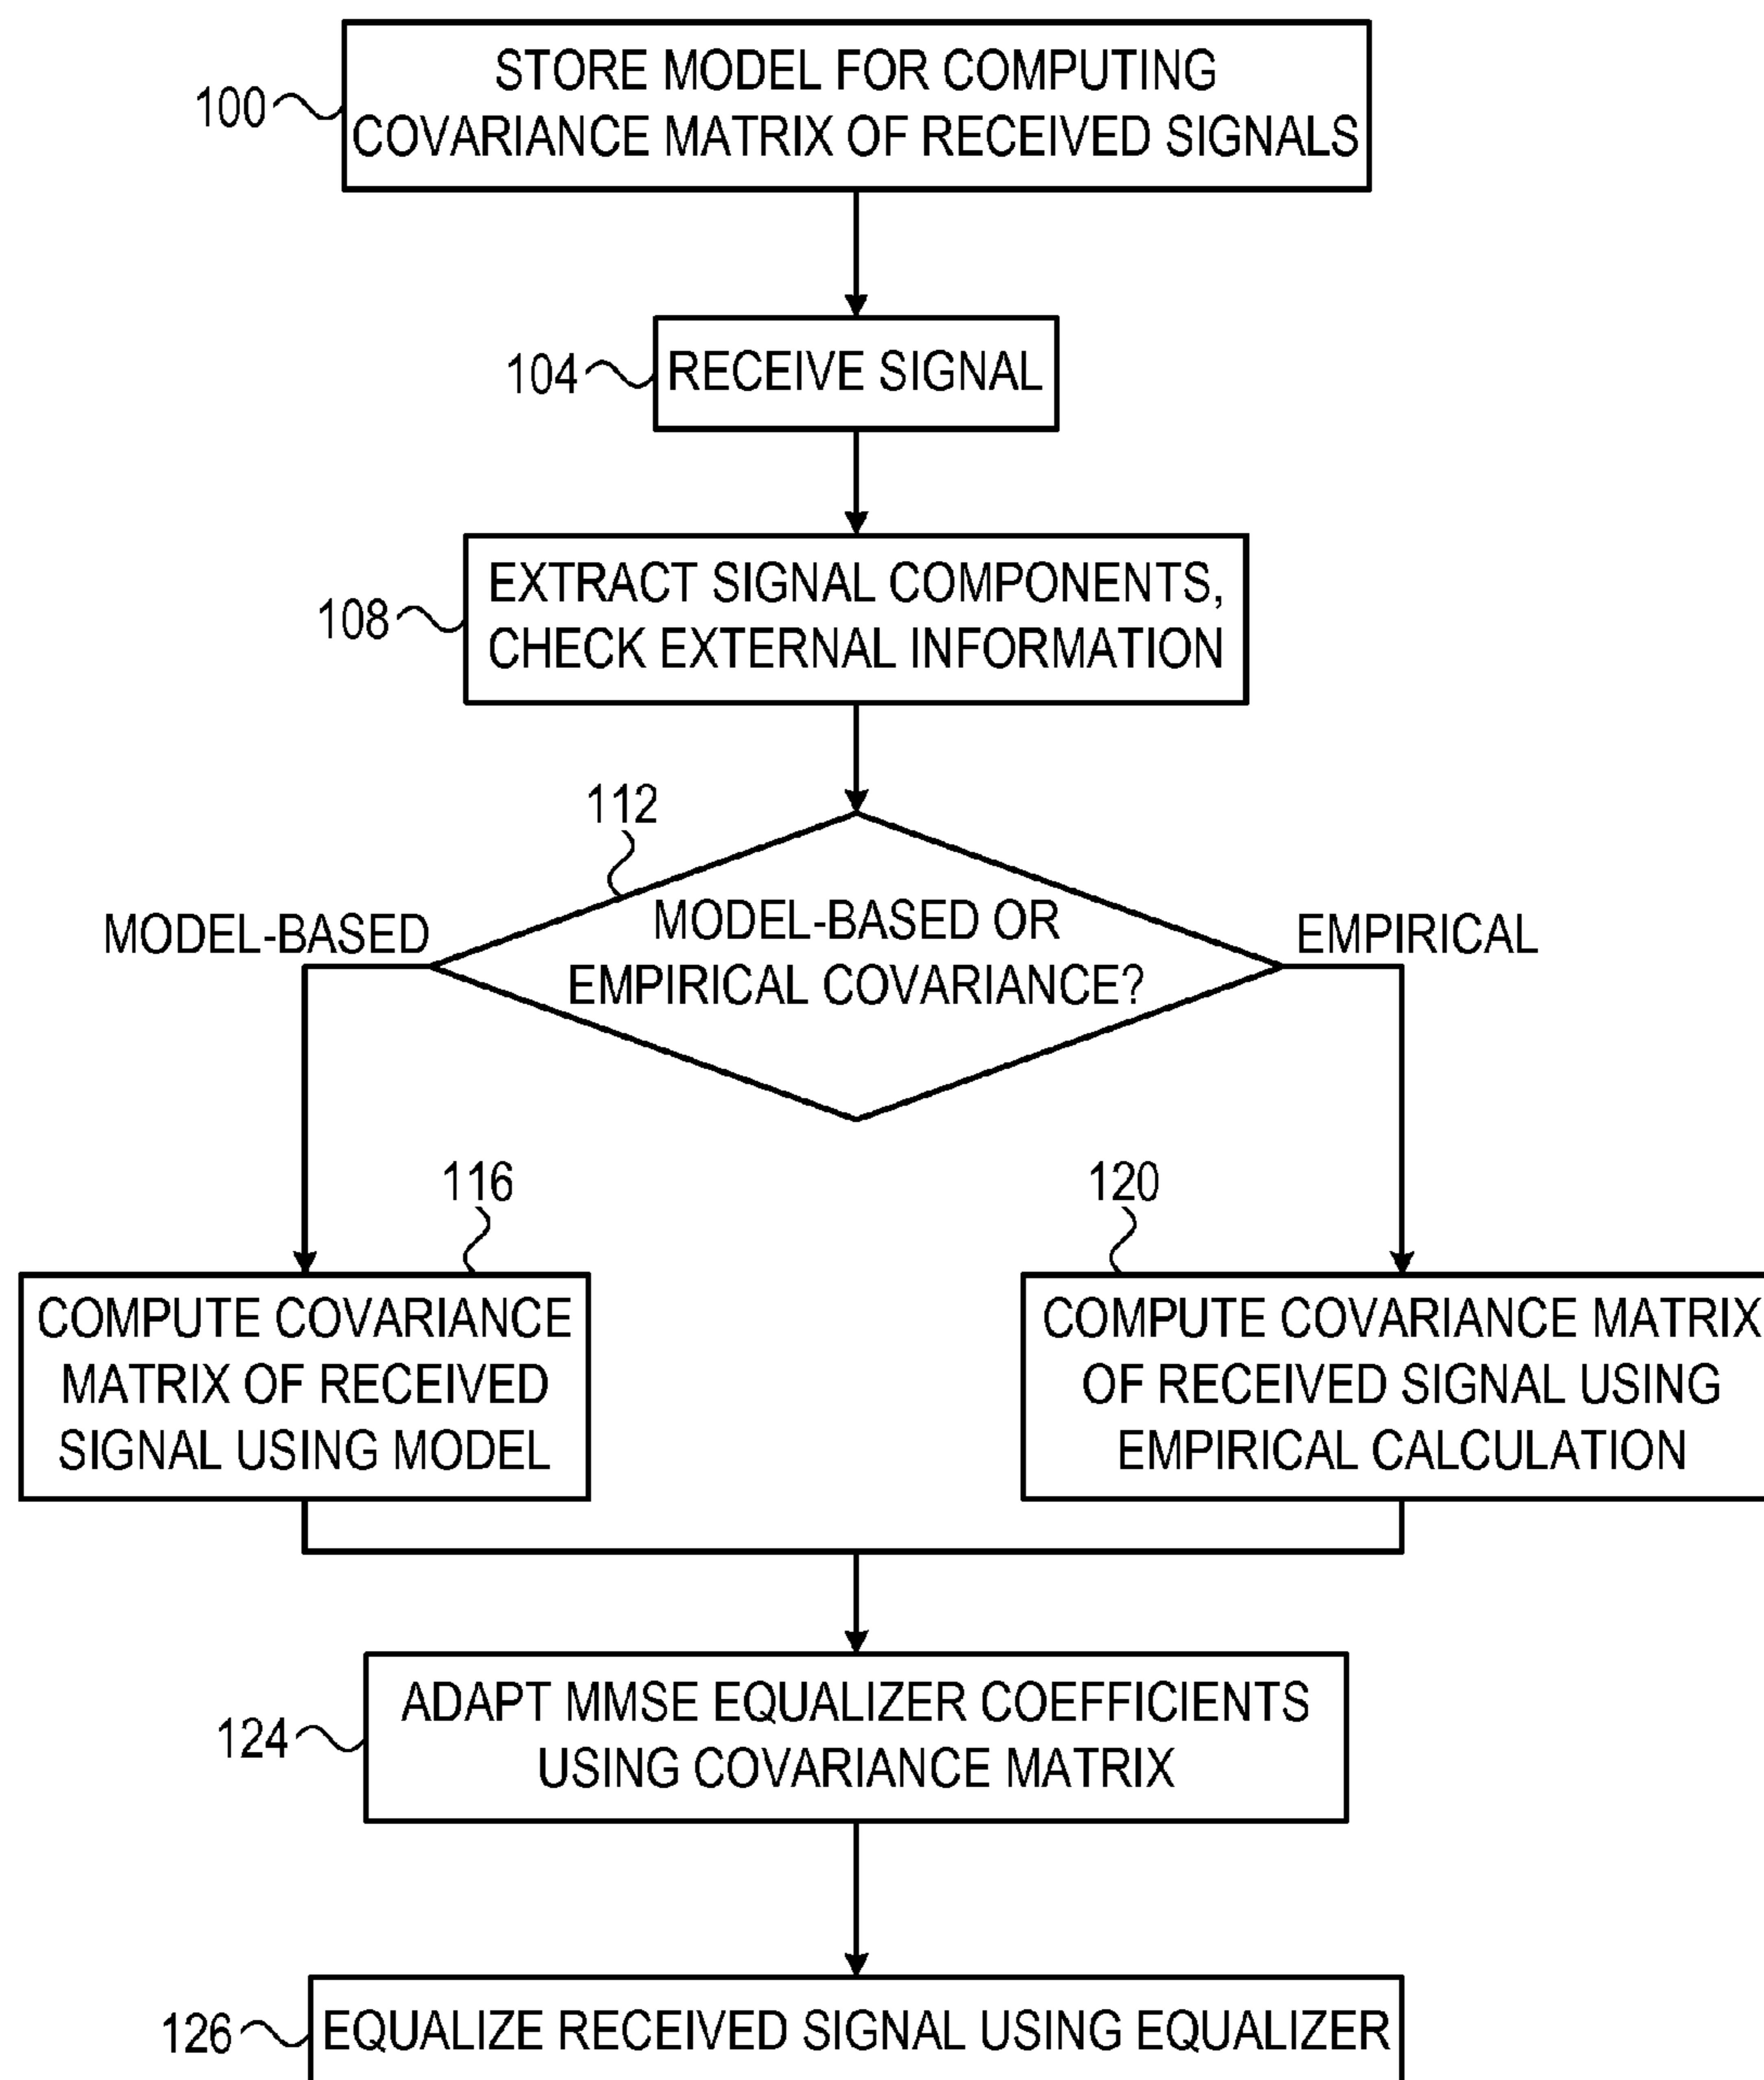 STORE MODEL FOR COMPUTING
COVARIANCE MATRIX OF RECEIVED SIGNALS
100
RECEIVE SIGNAL
104
EXTRACT SIGNAL COMPONENTS,
CHECK EXTERNAL INFORMATION
108
112
MODEL-BASED
MODEL-BASED OR
EMPIRICAL COVARIANCE?
EMPIRICAL
116
COMPUTE COVARIANCE
MATRIX OF RECEIVED
SIGNAL USING MODEL
120
COMPUTE COVARIANCE MATRIX
OF RECEIVED SIGNAL USING
EMPIRICAL CALCULATION
ADAPT MMSE EQUALIZER COEFFICIENTS
USING COVARIANCE MATRIX
124
126
EQUALIZE RECEIVED SIGNAL USING EQUALIZER